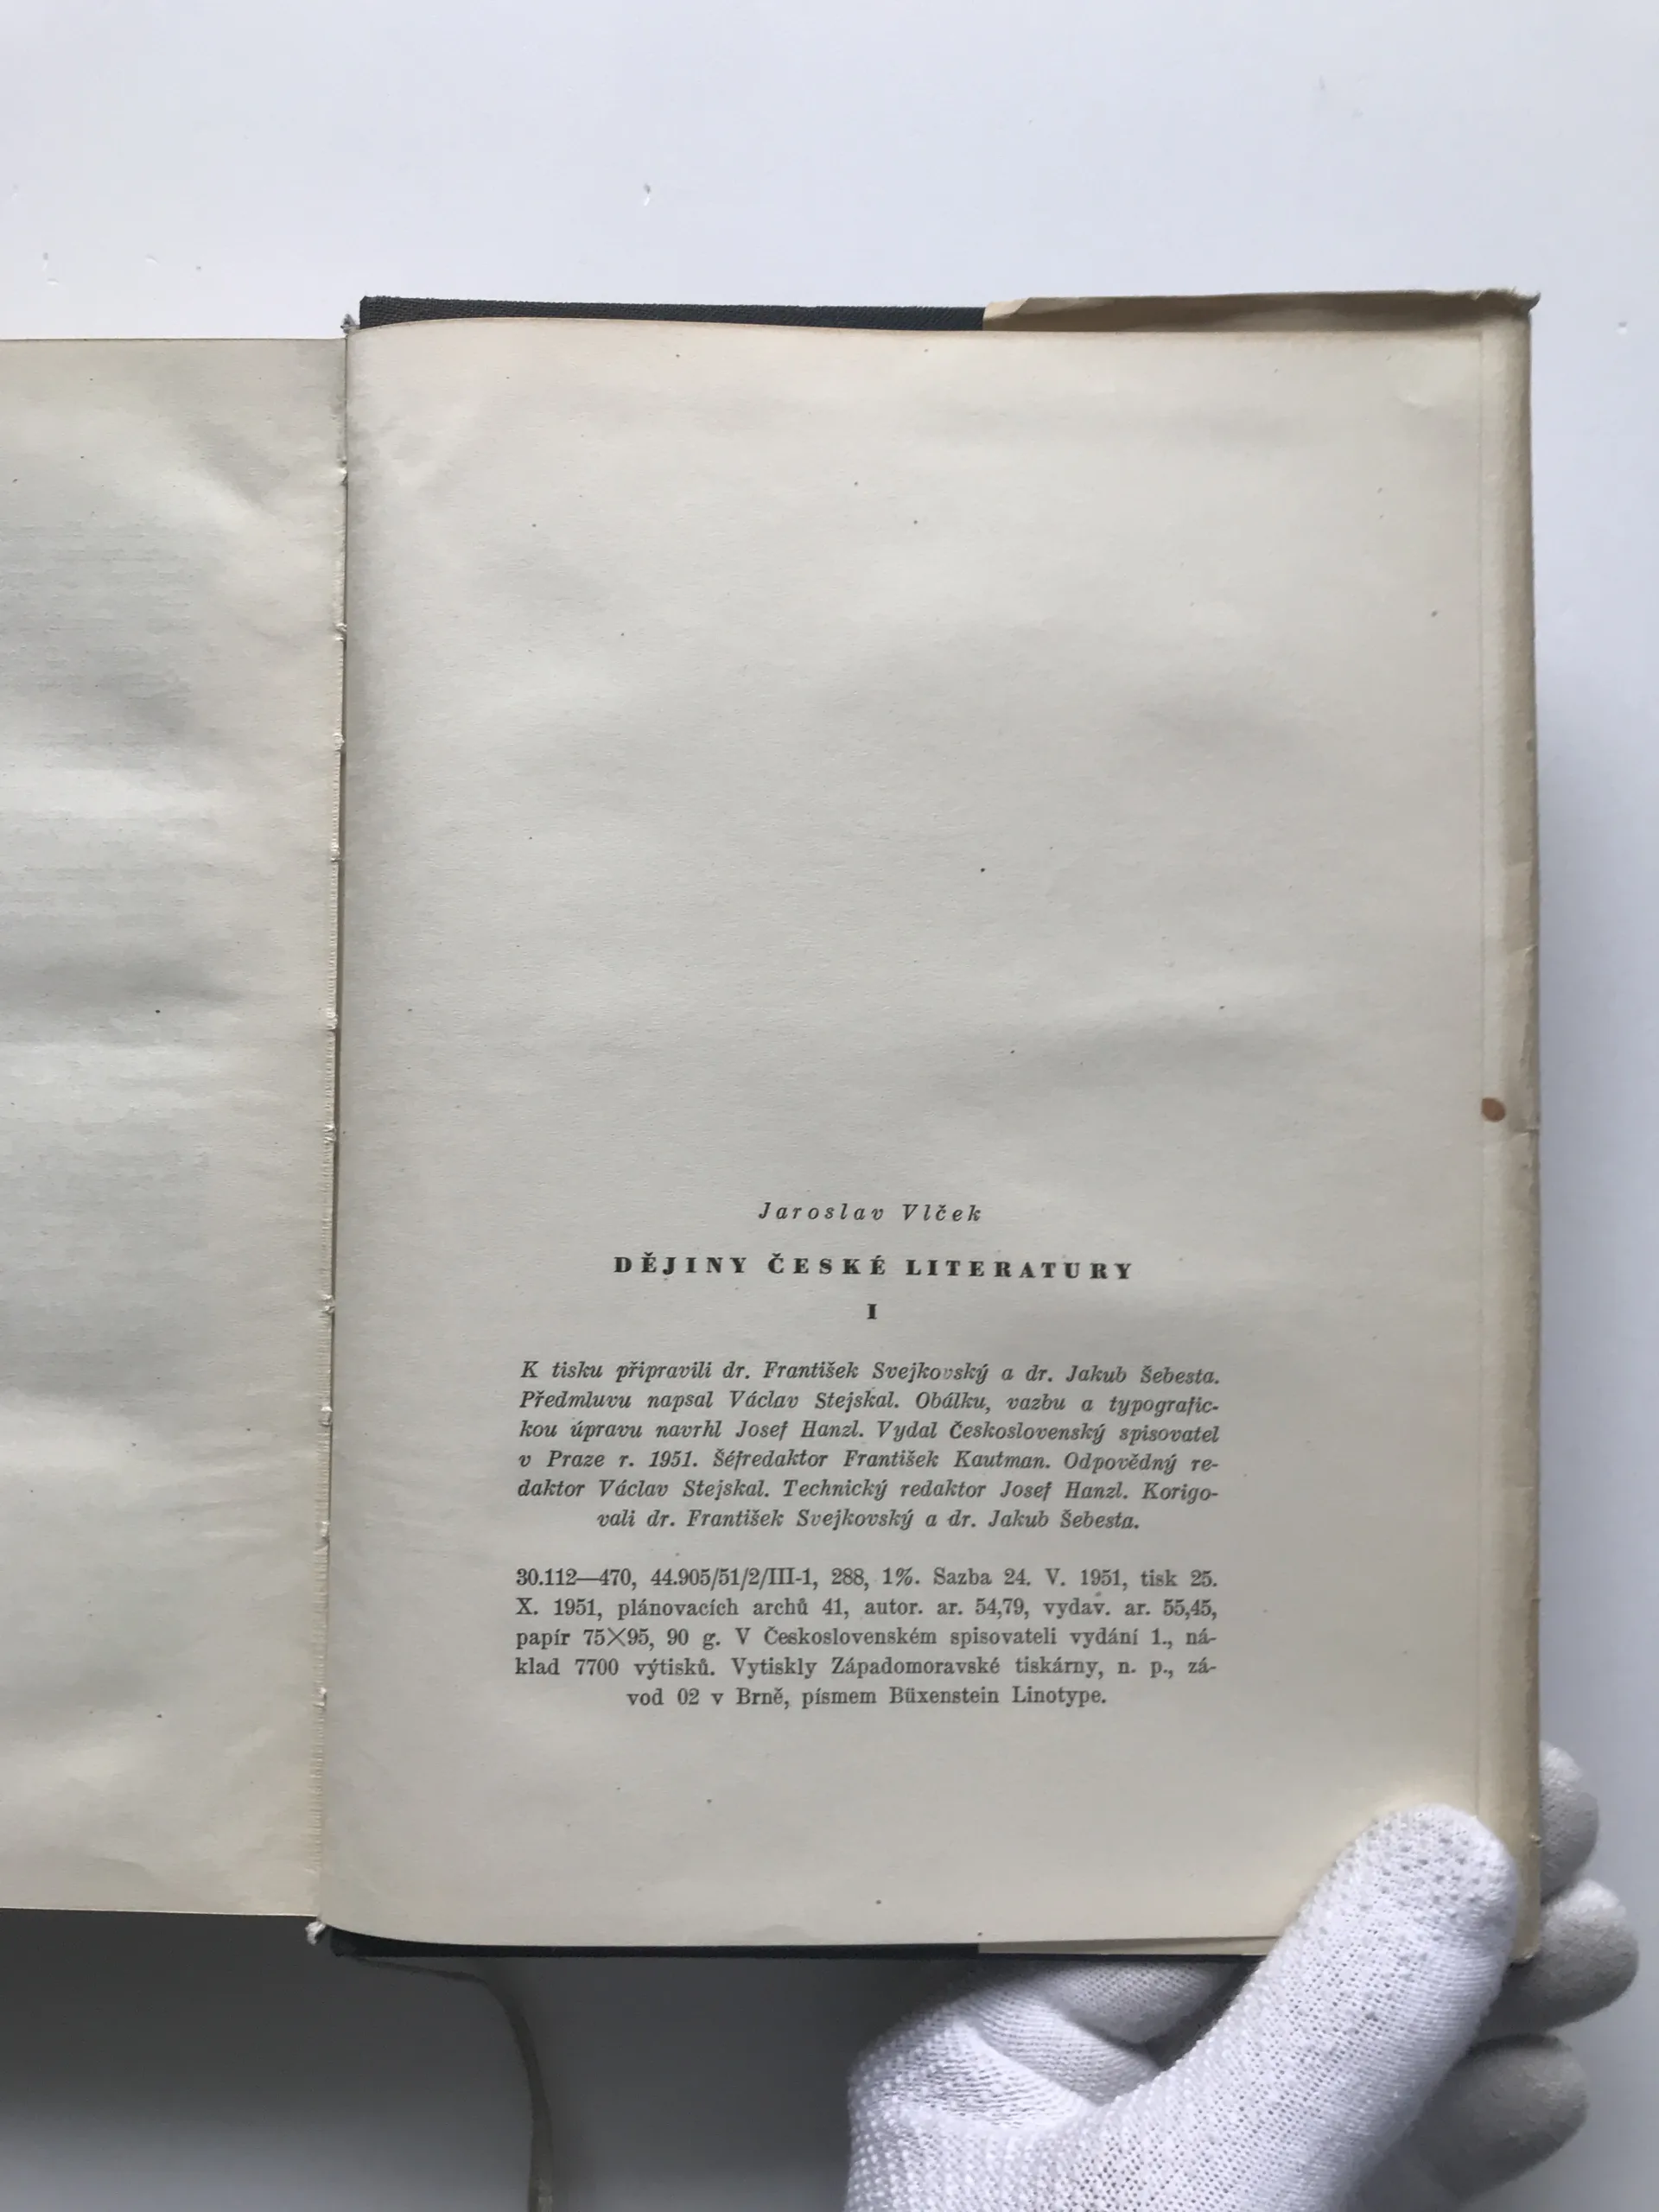 Jaroslav Vlček
DĚJINY ČESKÉ LITERATURY
I
K tisku připravili dr. František Svejkovský a dr. Jakub Šebesta.
Předmluvu napsal Václav Stejskal. Obálku, vazbu a typografic-
kou úpravu navrhl Josef Hanzl. Vydal Československý spisovatel
v Praze r. 1951. Šéfredaktor František Kautman. Odpovědný re-
daktor Václav Stejskal. Technický redaktor Josef Hanzl. Korigo-
vali dr. František Svejkovský a dr. Jakub Šebesta.
30.112—470, 44.905/51/2/III-1, 288, 1%. Sazba 24. V. 1951, tisk 25.
X. 1951, plánovacích archů 41, autor. ar. 54,79, vydav. ar. 55,45,
papír 75×95, 90 g. V Československém spisovateli vydání 1., ná-
klad 7700 výtisků. Vytiskly Západomoravské tiskárny, n. p., zá-
vod 02 v Brně, písmem Büxenstein Linotype.